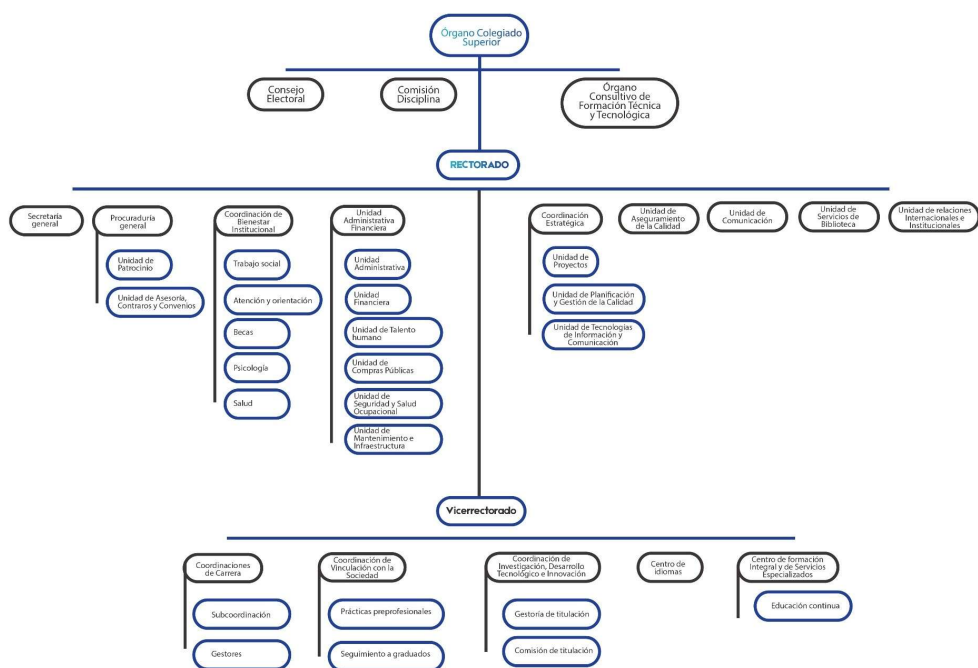 Órgano Colegiado
Superior
Consejo
Electoral
Comisión
Disciplina
Órgano
Consultivo de
Formación Técnica
y Tecnológica
RECTORADO
Secretaría
general
Procuraduría
general
Coordinación de
Bienestar
Institucional
Unidad
Administrativa
Financiera
Coordinación
Estratégica
Unidad de
Aseguramiento
de la Calidad
Unidad de
Comunicación
Unidad de
Servicios de
Biblioteca
Unidad de relaciones
Internacionales e
Institucionales
Unidad de
Patrocinio
Unidad de Asesoría,
Contraros y Convenios
Trabajo social
Atención y orientación
Becas
Psicología
Salud
Unidad
Administrativa
Unidad
Financiera
Unidad de Talento
humano
Unidad de
Compras Públicas
Unidad de
Seguridad y Salud
Ocupacional
Unidad de
Mantenimiento e
Infraestructura
Unidad de
Proyectos
Unidad de Planificación
y Gestión de la Calidad
Unidad de Tecnologías
de Información y
Comunicación
Vicerrectorado
Coordinaciones
de Carrera
Coordinación de
Vinculación con la
Sociedad
Coordinación de
Investigación, Desarrollo
Tecnológico e Innovación
Centro de
idiomas
Centro de formación
Integral y de Servicios
Especializados
Subcoordinación
Gestores
Prácticas preprofesionales
Seguimiento a graduados
Gestoría de titulación
Comisión de titulación
Educación continua